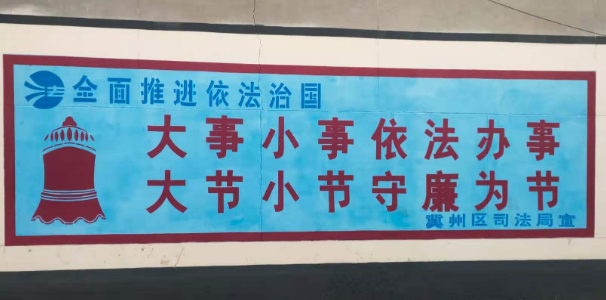 全面推进依法治国
大事小事依法办事
大节小节守廉为节
冀州区司法局宣